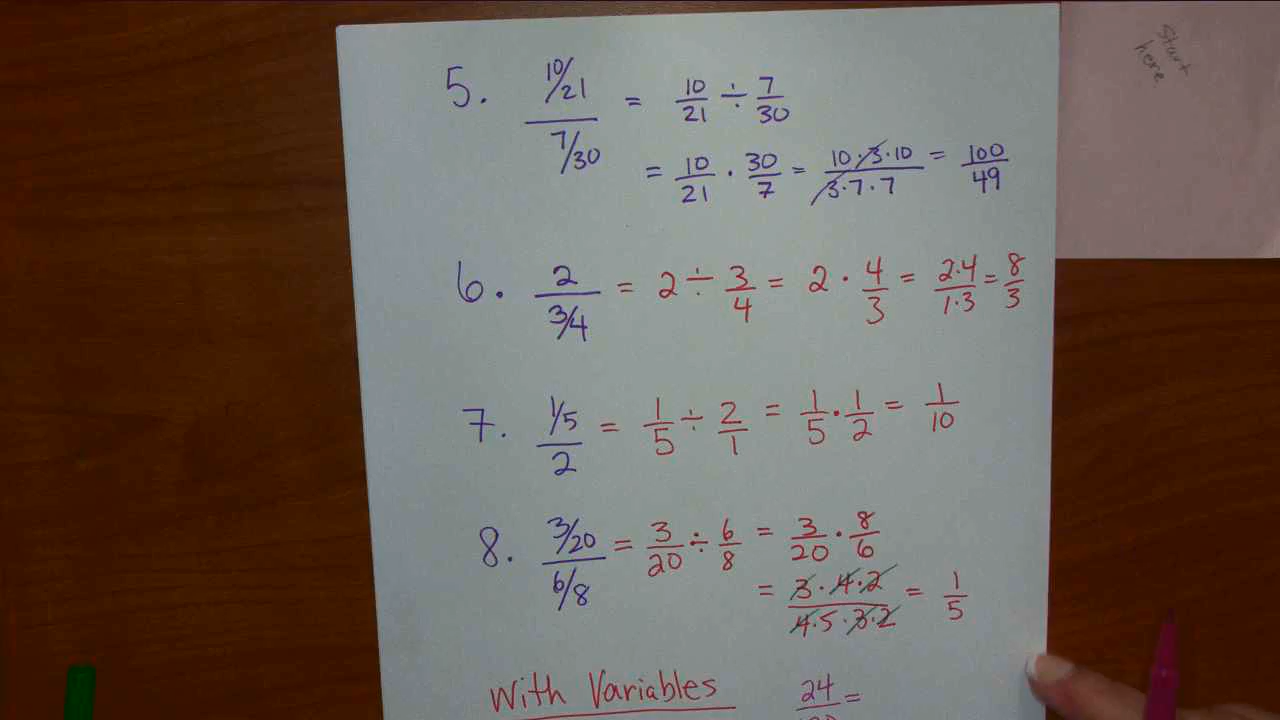 Start here
5. (10/21)/(7/30) = 10/21 ÷ 7/30
= 10/21 · 30/7 = (10·3·10)/(3·7·7) = 100/49
6. 2/(3/4) = 2 ÷ 3/4 = 2 · 4/3 = (2·4)/(1·3) = 8/3
7. (1/5)/2 = 1/5 ÷ 2/1 = 1/5 · 1/2 = 1/10
8. (3/20)/(6/8) = 3/20 ÷ 6/8 = 3/20 · 8/6
= (3·4·2)/(4·5·3·2) = 1/5
With Variables 24 =